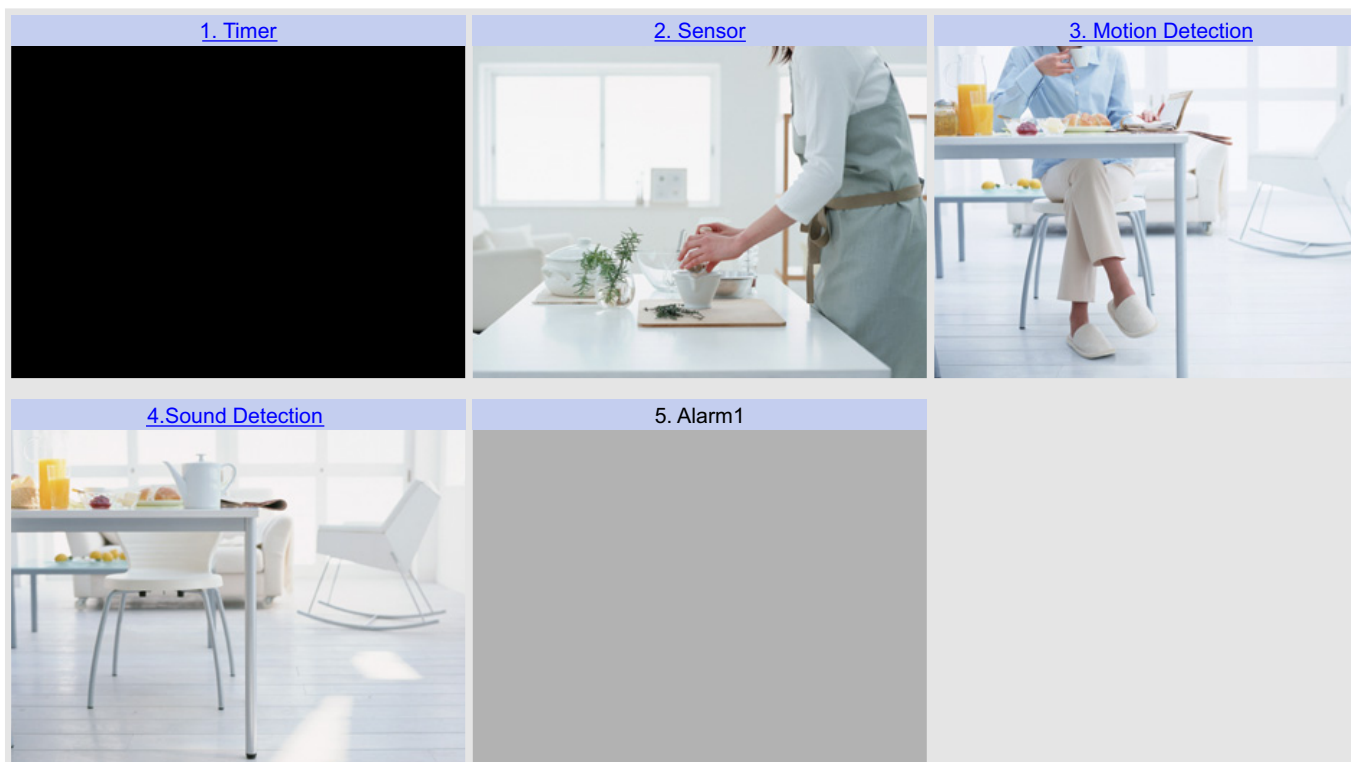 1. Timer
2. Sensor
3. Motion Detection
4.Sound Detection
5. Alarm1